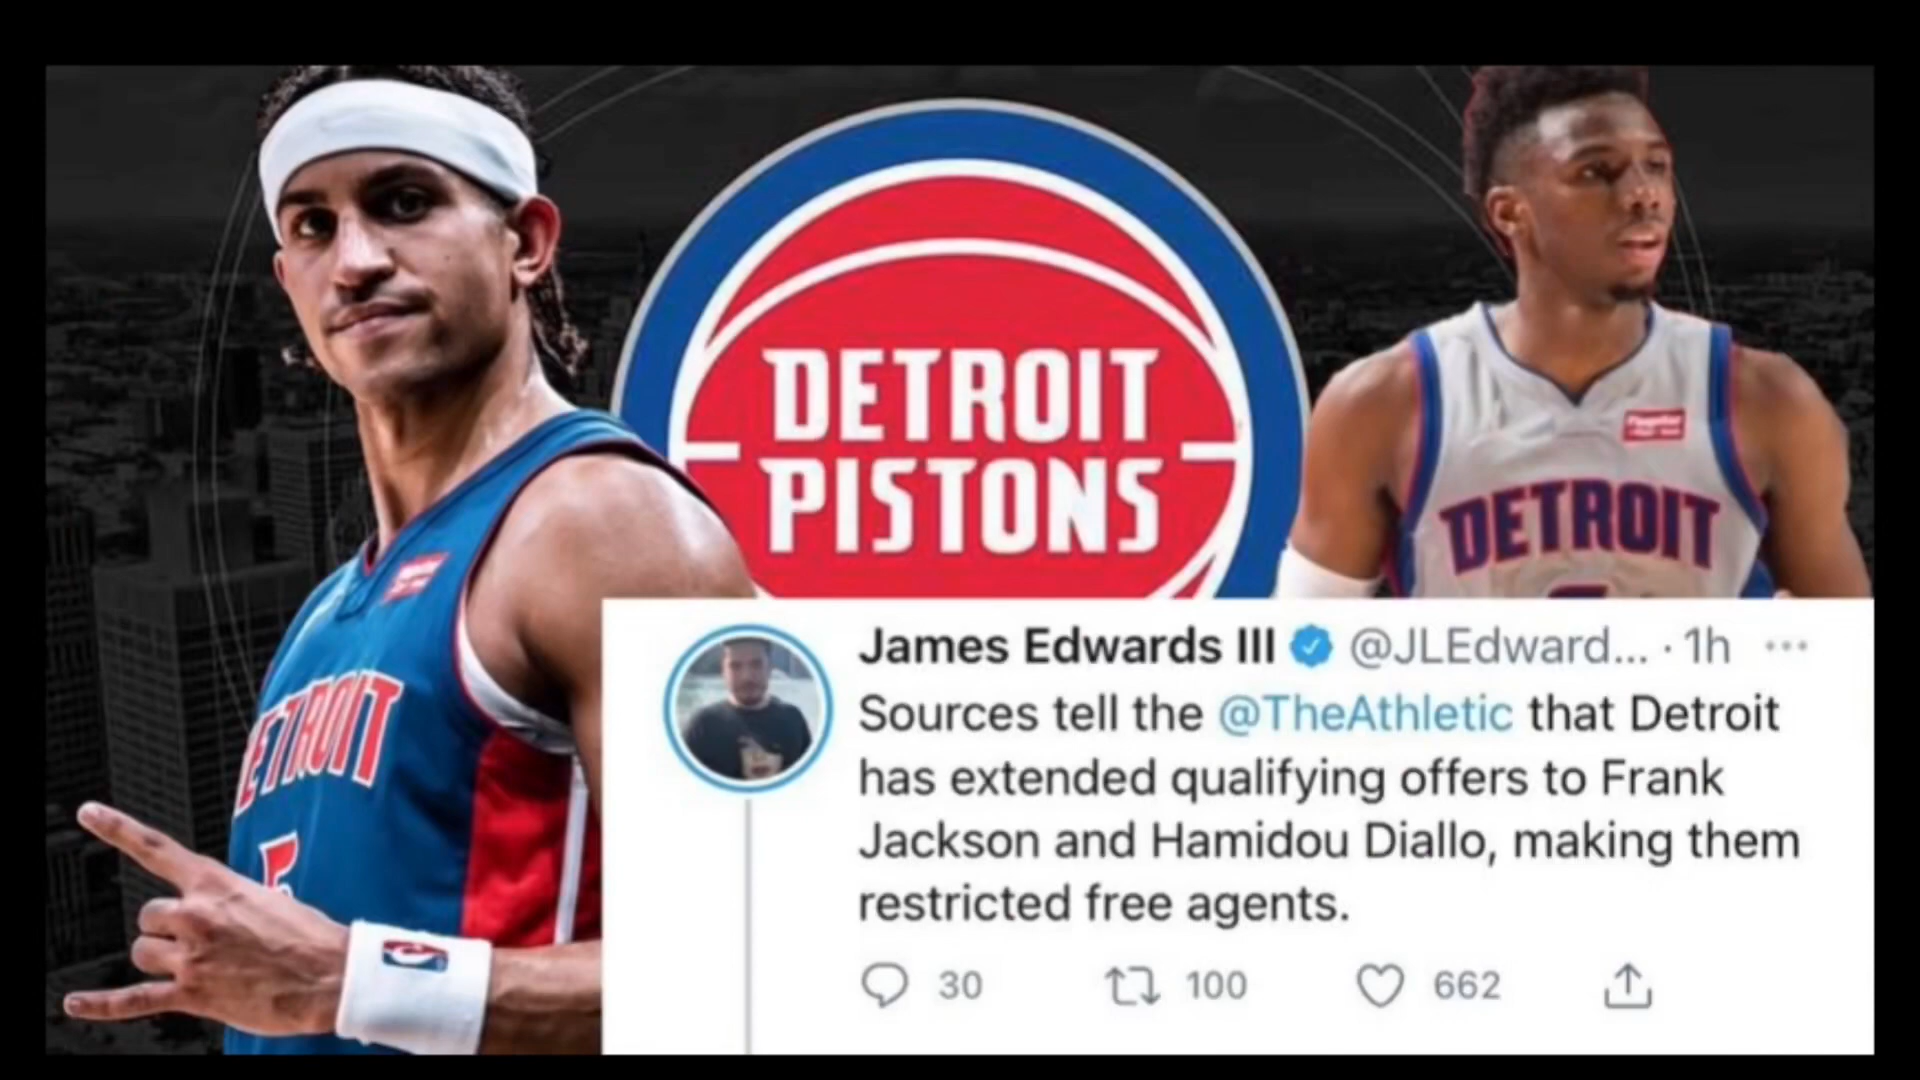 DETROIT
PISTONS
DETROIT
DETROIT
5
James Edwards III @JLEdward... · 1h
Sources tell the @TheAthletic that Detroit
has extended qualifying offers to Frank
Jackson and Hamidou Diallo, making them
restricted free agents.
30 100 662